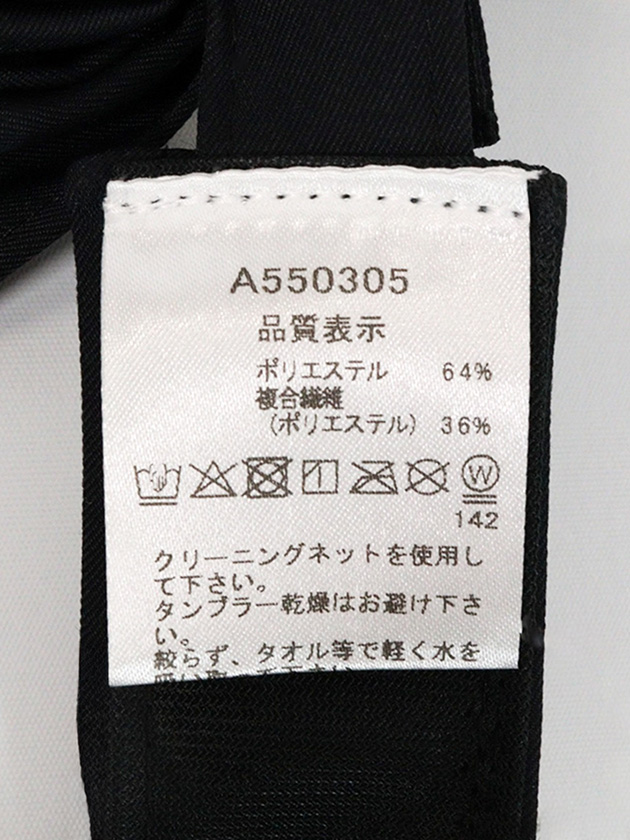 A550305
品質表示
ポリエステル 64%
複合繊維
(ポリエステル) 36%
W
142
クリーニングネットを使用し
て下さい。
タンブラー乾燥はお避け下さ
い。
絞らず、タオル等で軽く水を